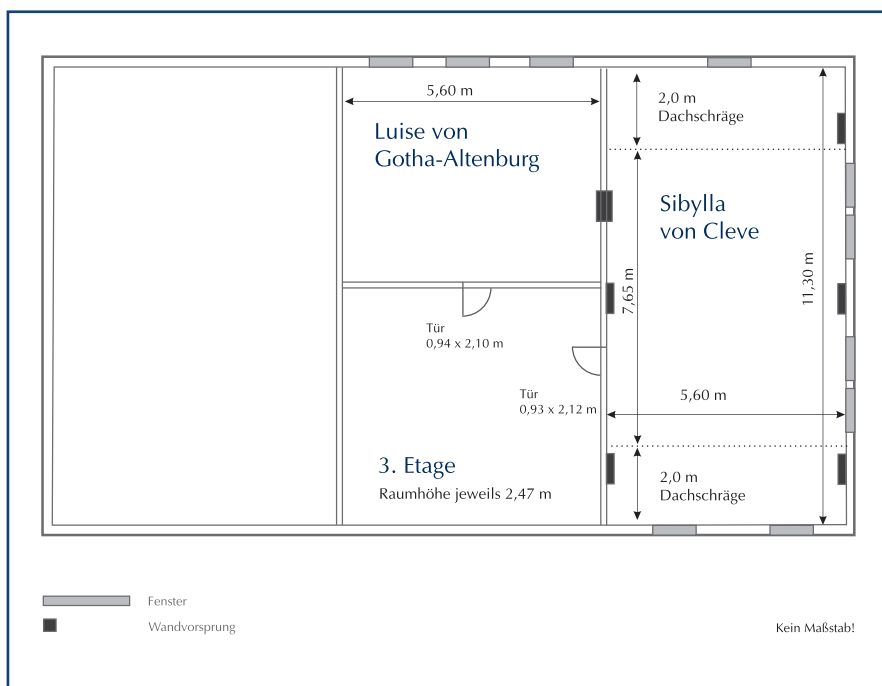 5,60 m
Luise von
Gotha-Altenburg
2,0 m
Dachschräge
Sibylla
von Cleve
7,65 m
11,30 m
Tür
0,94 x 2,10 m
Tür
0,93 x 2,12 m
5,60 m
3. Etage
Raumhöhe jeweils 2,47 m
2,0 m
Dachschräge
Fenster
Wandvorsprung
Kein Maßstab!